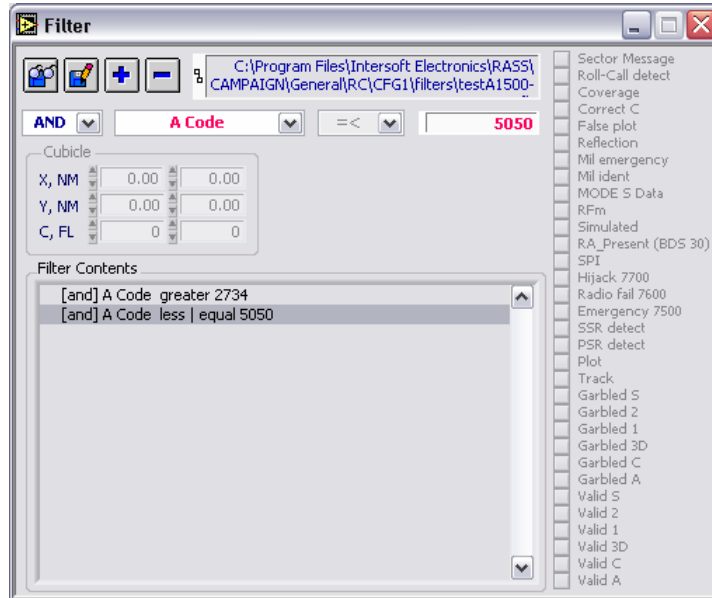 Filter
C:\Program Files\Intersoft Electronics\RASS\
CAMPAIGN\General\RC\CFG1\filters\testA1500-
AND A Code =< 5050
Cubicle
X, NM 0.00 0.00
Y, NM 0.00 0.00
C, FL 0 0
Filter Contents
[and] A Code greater 2734
[and] A Code less | equal 5050
Sector Message
Roll-Call detect
Coverage
Correct C
False plot
Reflection
Mil emergency
Mil ident
MODE S Data
RFm
Simulated
RA_Present (BDS 30)
SPI
Hijack 7700
Radio fail 7600
Emergency 7500
SSR detect
PSR detect
Plot
Track
Garbled S
Garbled 2
Garbled 1
Garbled 3D
Garbled C
Garbled A
Valid S
Valid 2
Valid 1
Valid 3D
Valid C
Valid A